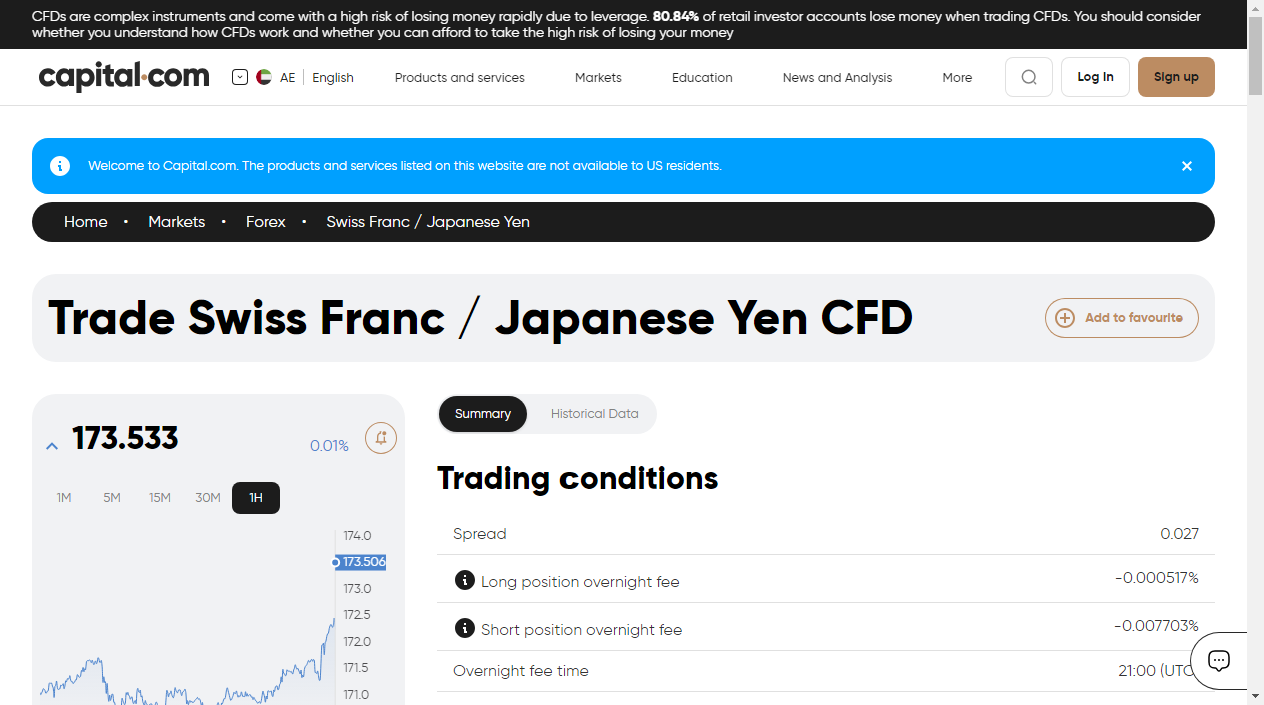 CFDs are complex instruments and come with a high risk of losing money rapidly due to leverage. 80.84% of retail investor accounts lose money when trading CFDs. You should consider
whether you understand how CFDs work and whether you can afford to take the high risk of losing your money
capital.com AE English Products and services Markets Education News and Analysis More Log In Sign up
Welcome to Capital.com. The products and services listed on this website are not available to US residents.
Home • Markets • Forex • Swiss Franc / Japanese Yen
Trade Swiss Franc / Japanese Yen CFD
Add to favourite
173.533
0.01%
1M 5M 15M 30M 1H
174.0
173.506
173.0
172.5
172.0
171.5
171.0
Summary Historical Data
Trading conditions
Spread 0.027
Long position overnight fee -0.000517%
Short position overnight fee -0.007703%
Overnight fee time 21:00 (UTC